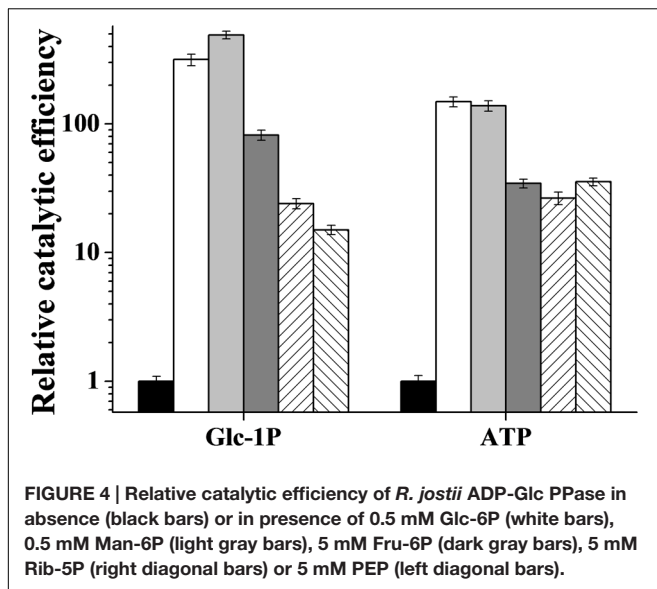 Relative catalytic efficiency
100
10
1
Glc-1P ATP
FIGURE 4 | Relative catalytic efficiency of R. jostii ADP-Glc PPase in
absence (black bars) or in presence of 0.5 mM Glc-6P (white bars),
0.5 mM Man-6P (light gray bars), 5 mM Fru-6P (dark gray bars), 5 mM
Rib-5P (right diagonal bars) or 5 mM PEP (left diagonal bars).